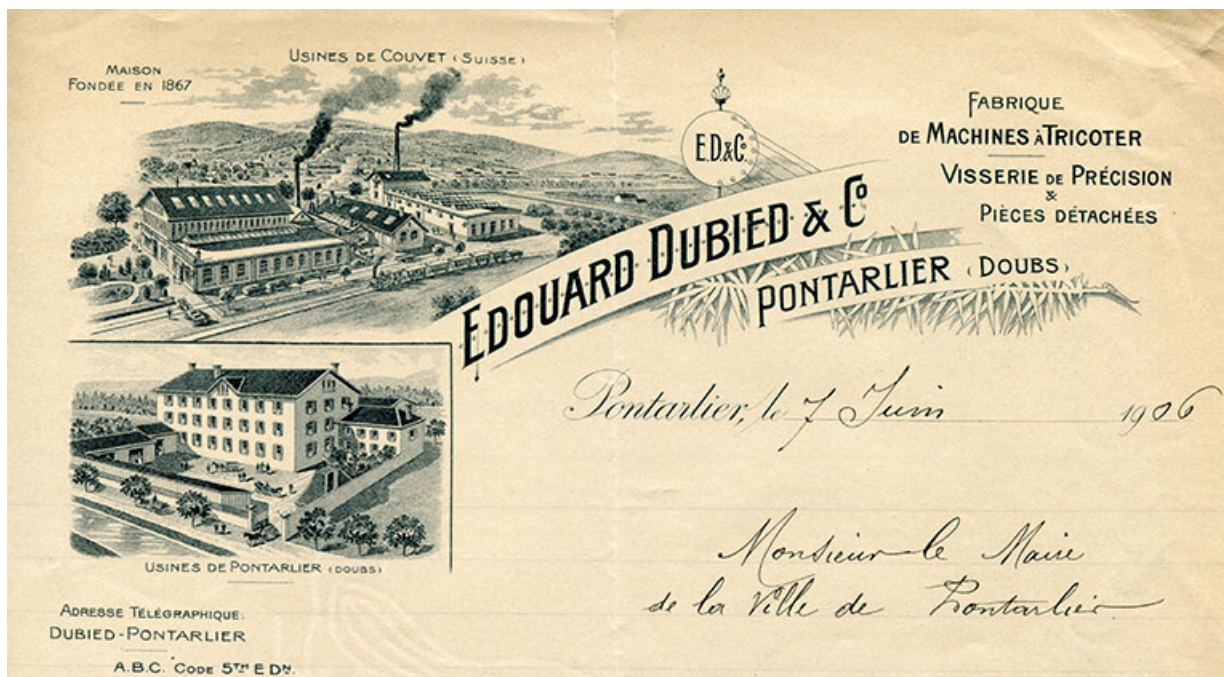 MAISON
FONDÉE EN 1867
USINES DE COUVET (SUISSE)
E.D.&Cº
FABRIQUE
DE MACHINES À TRICOTER
VISSERIE DE PRÉCISION
&
PIÈCES DÉTACHÉES
EDOUARD DUBIED & Cº
PONTARLIER (DOUBS)
Pontarlier, le 7 Juin 1906
Monsieur le Maire
de la Ville de Pontarlier
USINES DE PONTARLIER (DOUBS)
ADRESSE TÉLÉGRAPHIQUE:
DUBIED-PONTARLIER
A.B.C. CODE 5TH EDN.